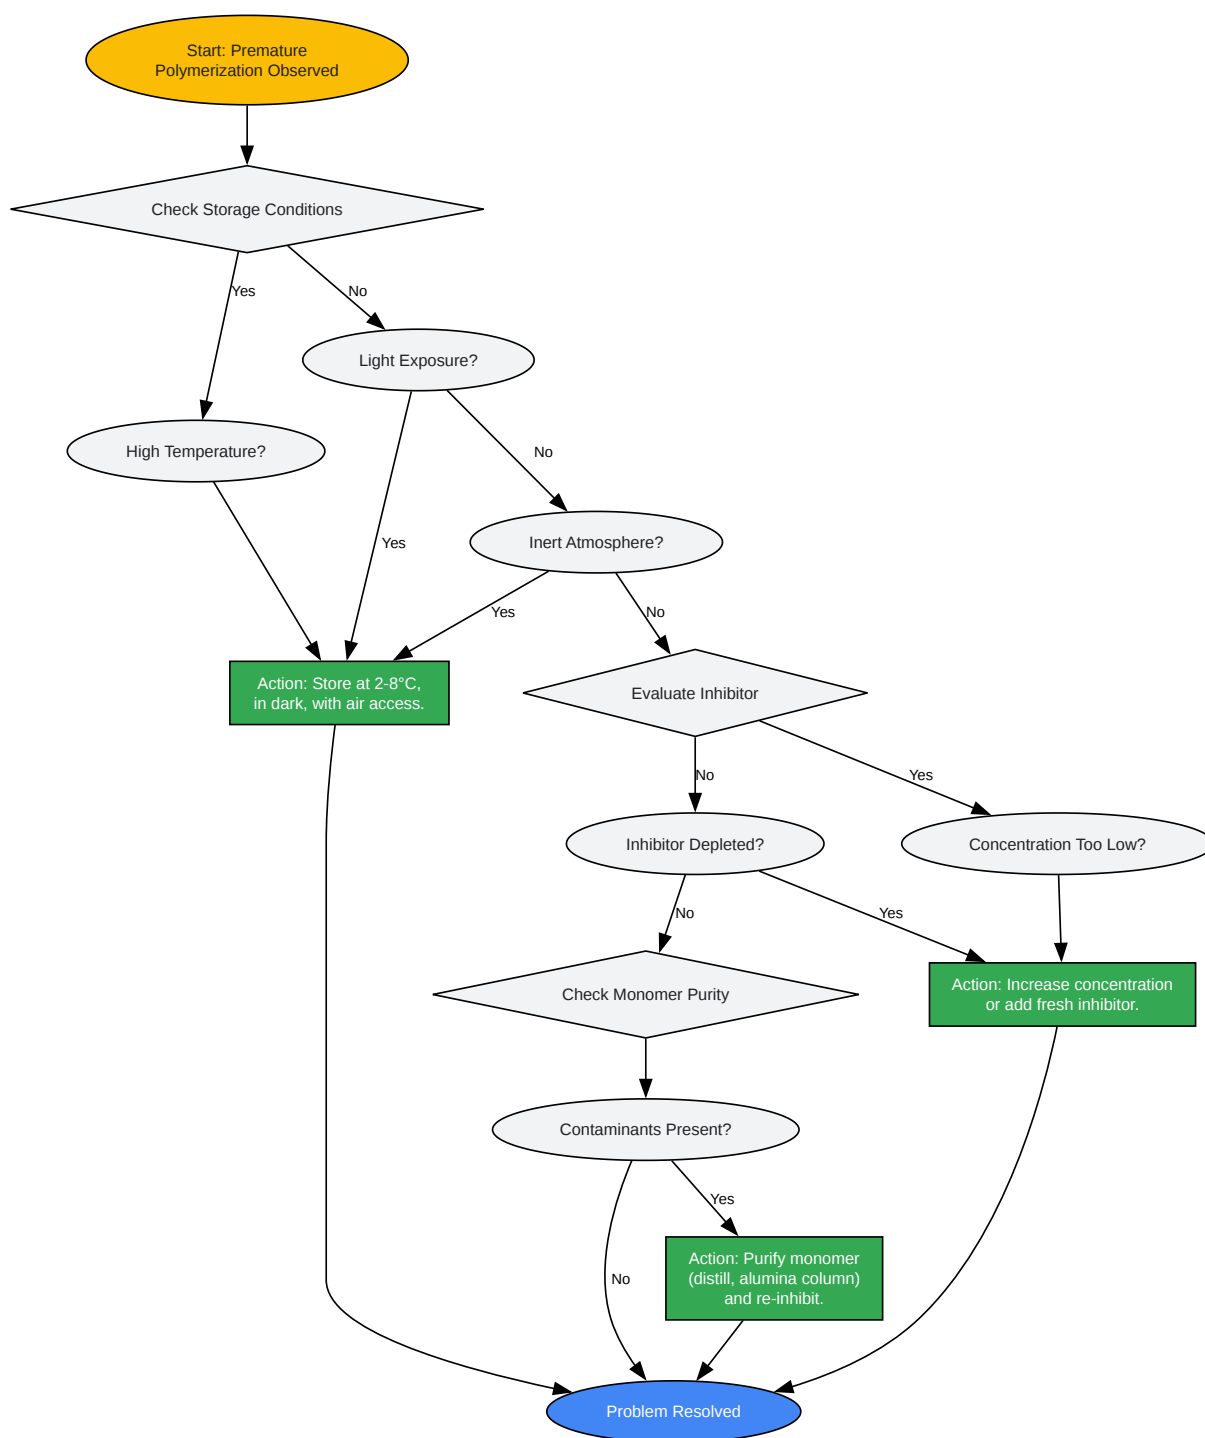 Start: Premature
Polymerization Observed
Check Storage Conditions
Yes
No
Light Exposure?
High Temperature?
No
Yes
Inert Atmosphere?
Yes
No
Action: Store at 2-8°C,
in dark, with air access.
Evaluate Inhibitor
No
Yes
Inhibitor Depleted?
Concentration Too Low?
No
Yes
Check Monomer Purity
Action: Increase concentration
or add fresh inhibitor.
Contaminants Present?
Yes
No
Action: Purify monomer
(distill, alumina column)
and re-inhibit.
Problem Resolved